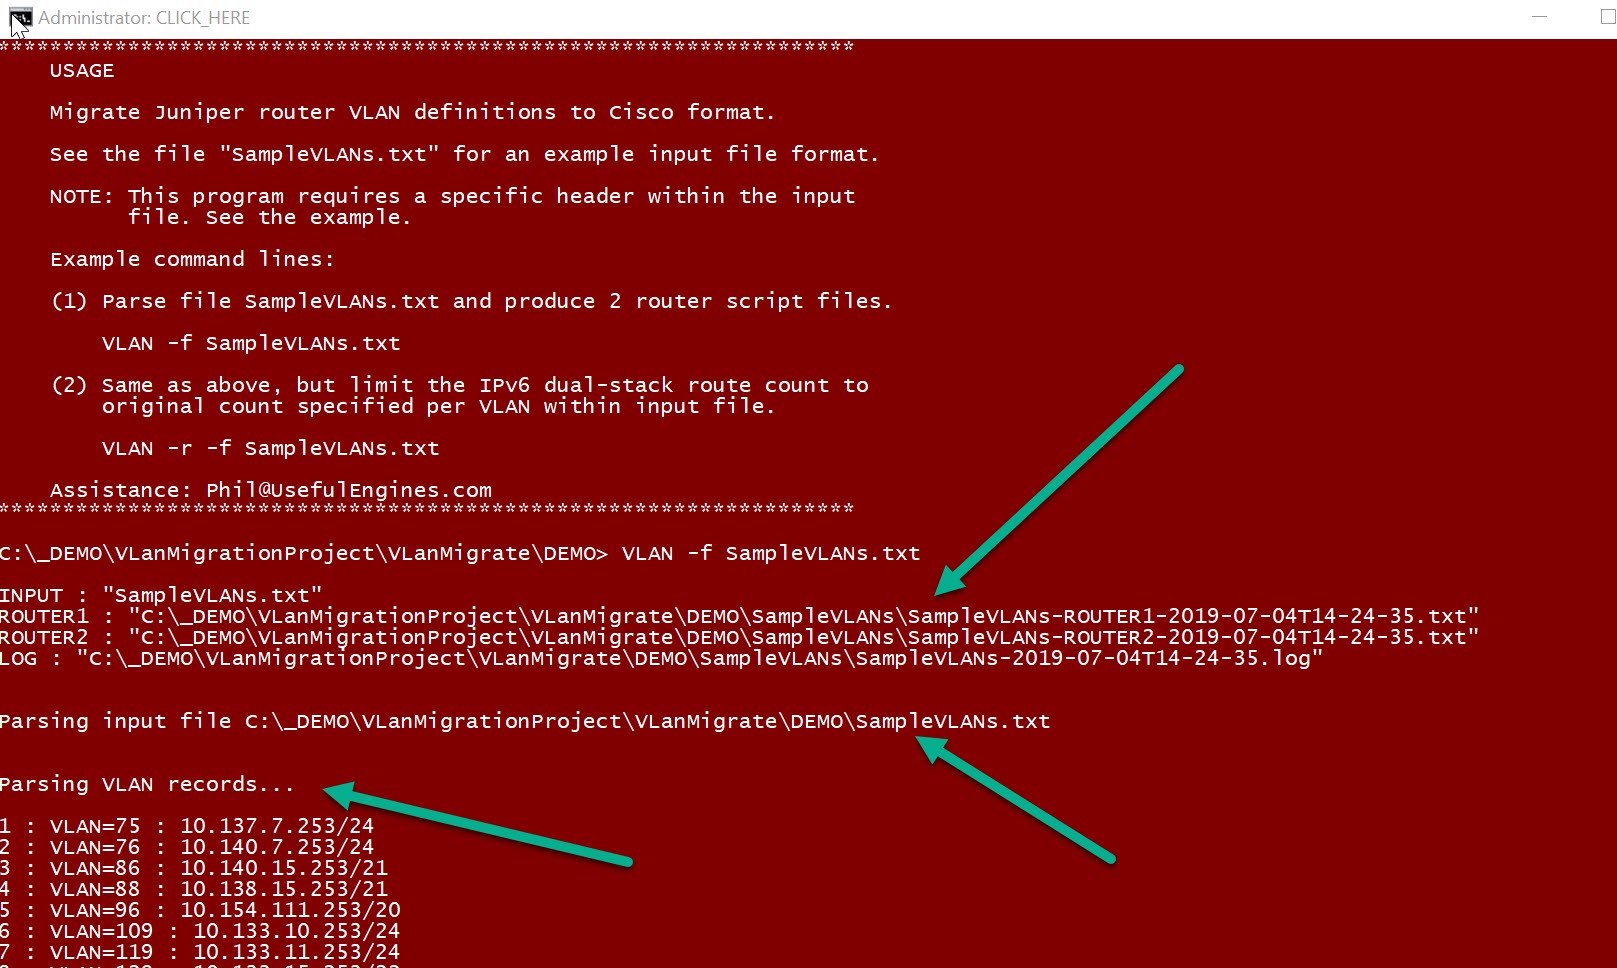 Administrator: CLICK_HERE
******************************************************************
USAGE
Migrate Juniper router VLAN definitions to Cisco format.
See the file "SampleVLANs.txt" for an example input file format.
NOTE: This program requires a specific header within the input
file. See the example.
Example command lines:
(1) Parse file SampleVLANs.txt and produce 2 router script files.
VLAN -f SampleVLANs.txt
(2) Same as above, but limit the IPv6 dual-stack route count to
original count specified per VLAN within input file.
VLAN -r -f SampleVLANs.txt
Assistance: Phil@UsefulEngines.com
******************************************************************
C:\_DEMO\VLanMigrationProject\VLanMigrate\DEMO> VLAN -f SampleVLANs.txt
INPUT : "SampleVLANs.txt"
ROUTER1 : "C:\_DEMO\VLanMigrationProject\VLanMigrate\DEMO\SampleVLANs\SampleVLANs-ROUTER1-2019-07-04T14-24-35.txt"
ROUTER2 : "C:\_DEMO\VLanMigrationProject\VLanMigrate\DEMO\SampleVLANs\SampleVLANs-ROUTER2-2019-07-04T14-24-35.txt"
LOG : "C:\_DEMO\VLanMigrationProject\VLanMigrate\DEMO\SampleVLANs\SampleVLANs-2019-07-04T14-24-35.log"
Parsing input file C:\_DEMO\VLanMigrationProject\VLanMigrate\DEMO\SampleVLANs.txt
Parsing VLAN records...
1 : VLAN=75 : 10.137.7.253/24
2 : VLAN=76 : 10.140.7.253/24
3 : VLAN=86 : 10.140.15.253/21
4 : VLAN=88 : 10.138.15.253/21
5 : VLAN=96 : 10.154.111.253/20
6 : VLAN=109 : 10.133.10.253/24
7 : VLAN=119 : 10.133.11.253/24